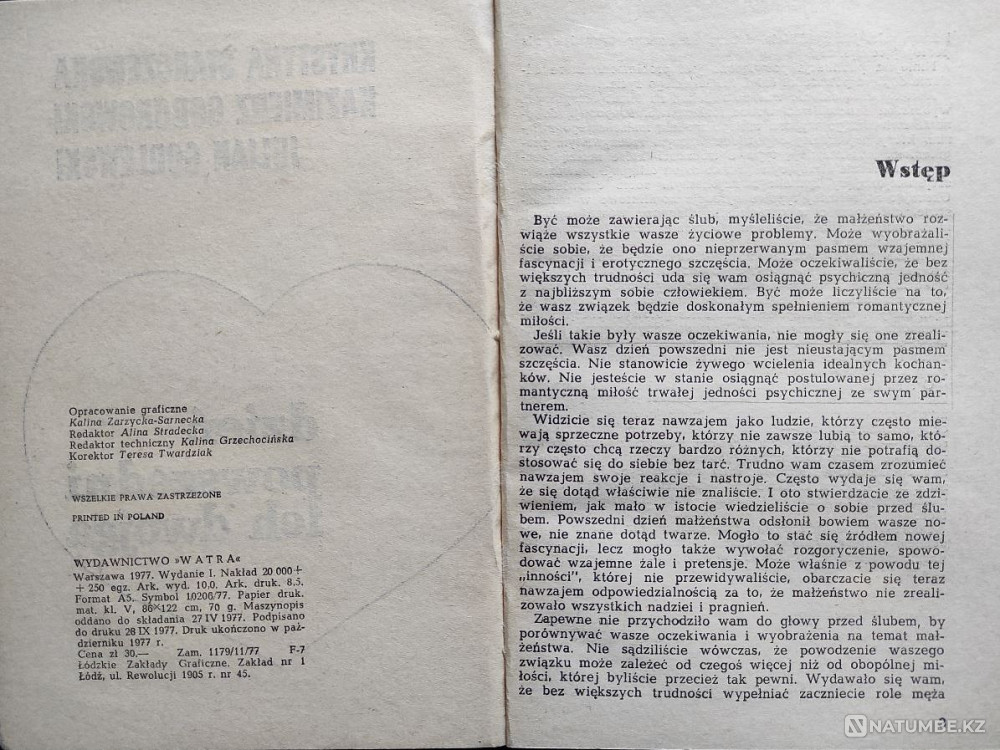 KRYSTYNA STARCZEWSKA
KAZIMIERZ GOBOROWSKI
JULIAN GODLEWSKI
Opracowanie graficzne
Kalina Zarzycka-Sarnecka
Redaktor Alina Stradecka
Redaktor techniczny Kalina Grzechocińska
Korektor Teresa Twardziak
WSZELKIE PRAWA ZASTRZEŻONE
PRINTED IN POLAND
WYDAWNICTWO »WATRA«
Warszawa 1977. Wydanie I. Nakład 20 000+
+250 egz. Ark. wyd. 10,0. Ark. druk. 8,5.
Format A5. Symbol 10206/77. Papier druk.
mat. kl. V, 86×122 cm, 70 g. Maszynopis
oddano do składania 27 IV 1977. Podpisano
do druku 28 IX 1977. Druk ukończono w paź-
dzierniku 1977 r.
Cena zł 30.— Zam. 1179/11/77 F-7
Łódzkie Zakłady Graficzne. Zakład nr 1
Łódź, ul. Rewolucji 1905 r. nr 45.
Wstęp
Być może zawierając ślub, myśleliście, że małżeństwo roz-
wiąże wszystkie wasze życiowe problemy. Może wyobrażali-
ście sobie, że będzie ono nieprzerwanym pasmem wzajemnej
fascynacji i erotycznego szczęścia. Może oczekiwaliście, że bez
większych trudności uda się wam osiągnąć psychiczną jedność
z najbliższym sobie człowiekiem. Być może liczyliście na to,
że wasz związek będzie doskonałym spełnieniem romantycznej
miłości.
Jeśli takie były wasze oczekiwania, nie mogły się one zreali-
zować. Wasz dzień powszedni nie jest nieustającym pasmem
szczęścia. Nie stanowicie żywego wcielenia idealnych kochan-
ków. Nie jesteście w stanie osiągnąć postulowanej przez ro-
mantyczną miłość trwałej jedności psychicznej ze swym par-
tnerem.
Widzicie się teraz nawzajem jako ludzie, którzy często mie-
wają sprzeczne potrzeby, którzy nie zawsze lubią to samo, któ-
rzy często chcą rzeczy bardzo różnych, którzy nie potrafią do-
stosować się do siebie bez tarć. Trudno wam czasem zrozumieć
nawzajem swoje reakcje i nastroje. Często wydaje się wam,
że się dotąd właściwie nie znaliście. I oto stwierdzacie ze zdzi-
wieniem, jak mało w istocie wiedzieliście o sobie przed ślu-
bem. Powszedni dzień małżeństwa odsłonił bowiem wasze no-
we, nie znane dotąd twarze. Mogło to stać się źródłem nowej
fascynacji, lecz mogło także wywołać rozgoryczenie, spowo-
dować wzajemne żale i pretensje. Może właśnie z powodu tej
„inności”, której nie przewidywaliście, obarczacie się teraz
nawzajem odpowiedzialnością za to, że małżeństwo nie zreali-
zowało wszystkich nadziei i pragnień.
Zapewne nie przychodziło wam do głowy przed ślubem, by
porównywać wasze oczekiwania i wyobrażenia na temat mał-
żeństwa. Nie sądziliście wówczas, że powodzenie waszego
związku może zależeć od czegoś więcej niż od obopólnej mi-
łości, której byliście przecież tak pewni. Wydawało się wam,
że bez większych trudności wypełniać zaczniecie role męża
3
NATUMBE.KZ